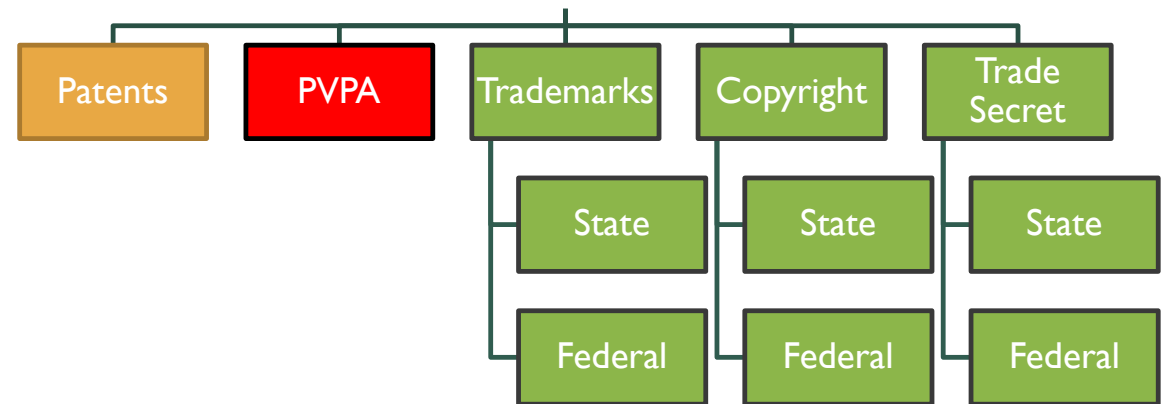 Patents
PVPA
Trademarks
Copyright
Trade
Secret
State
State
State
Federal
Federal
Federal